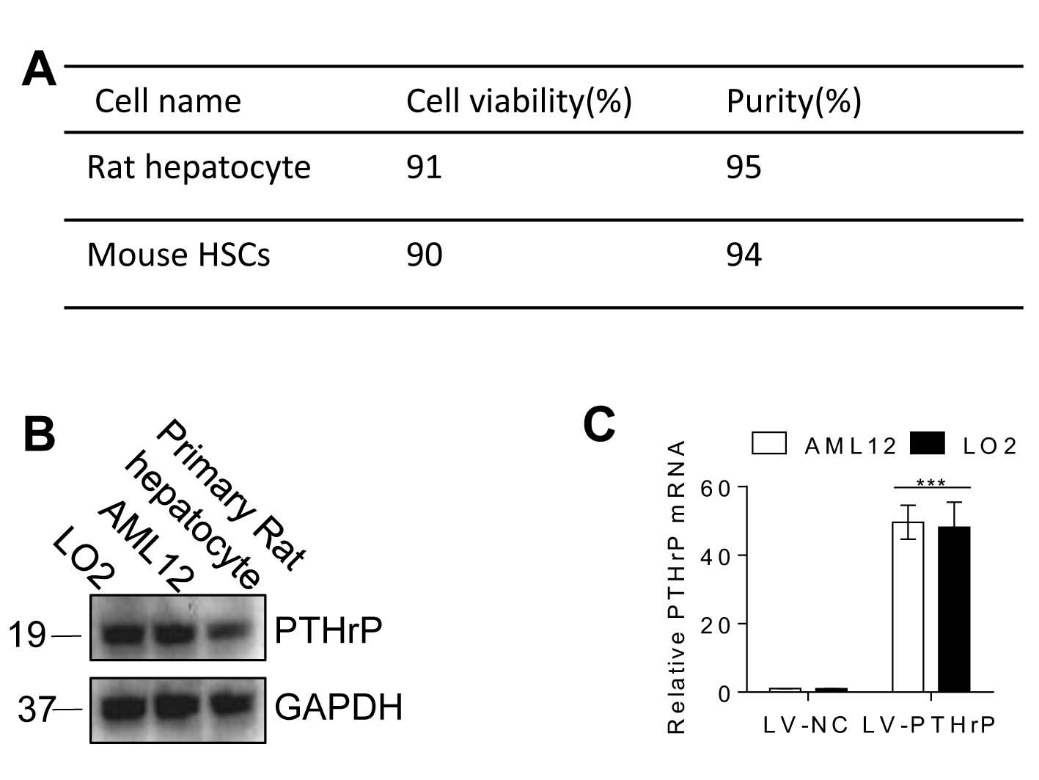 A
Cell name Cell viability(%) Purity(%)
Rat hepatocyte 91 95
Mouse HSCs 90 94
B
LO2
AML12
Primary Rat
hepatocyte
19
PTHrP
37
GAPDH
C
AML12 LO2
Relative PTHrP mRNA
60
40
20
0
***
LV-NC LV-PTHrP